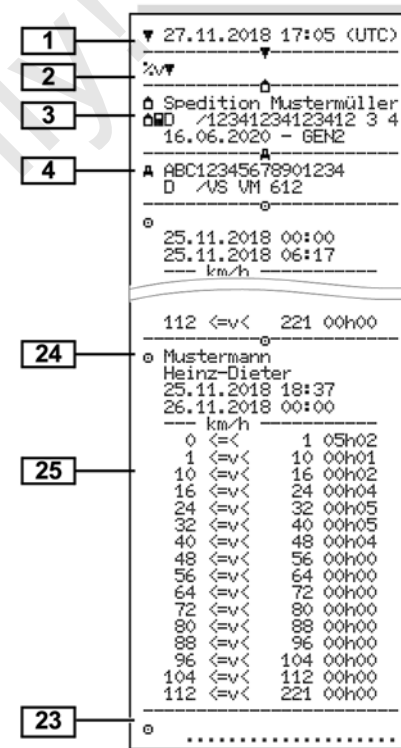 1
▼ 27.11.2018 17:05 (UTC)
2
%v▼
3
Spedition Mustermüller
D /12341234123412 3 4
16.06.2020 - GEN2
4
A ABC12345678901234
D /VS VM 612
25.11.2018 00:00
25.11.2018 06:17
--- km/h
112 <=v< 221 00h00
24
Mustermann
Heinz-Dieter
25.11.2018 18:37
26.11.2018 00:00
--- km/h
25
0 <=< 1 05h02
1 <=v< 10 00h01
10 <=v< 16 00h02
16 <=v< 24 00h04
24 <=v< 32 00h05
32 <=v< 40 00h05
40 <=v< 48 00h04
48 <=v< 56 00h00
56 <=v< 64 00h00
64 <=v< 72 00h00
72 <=v< 80 00h00
80 <=v< 88 00h00
88 <=v< 96 00h00
96 <=v< 104 00h00
104 <=v< 112 00h00
112 <=v< 221 00h00
23
....................